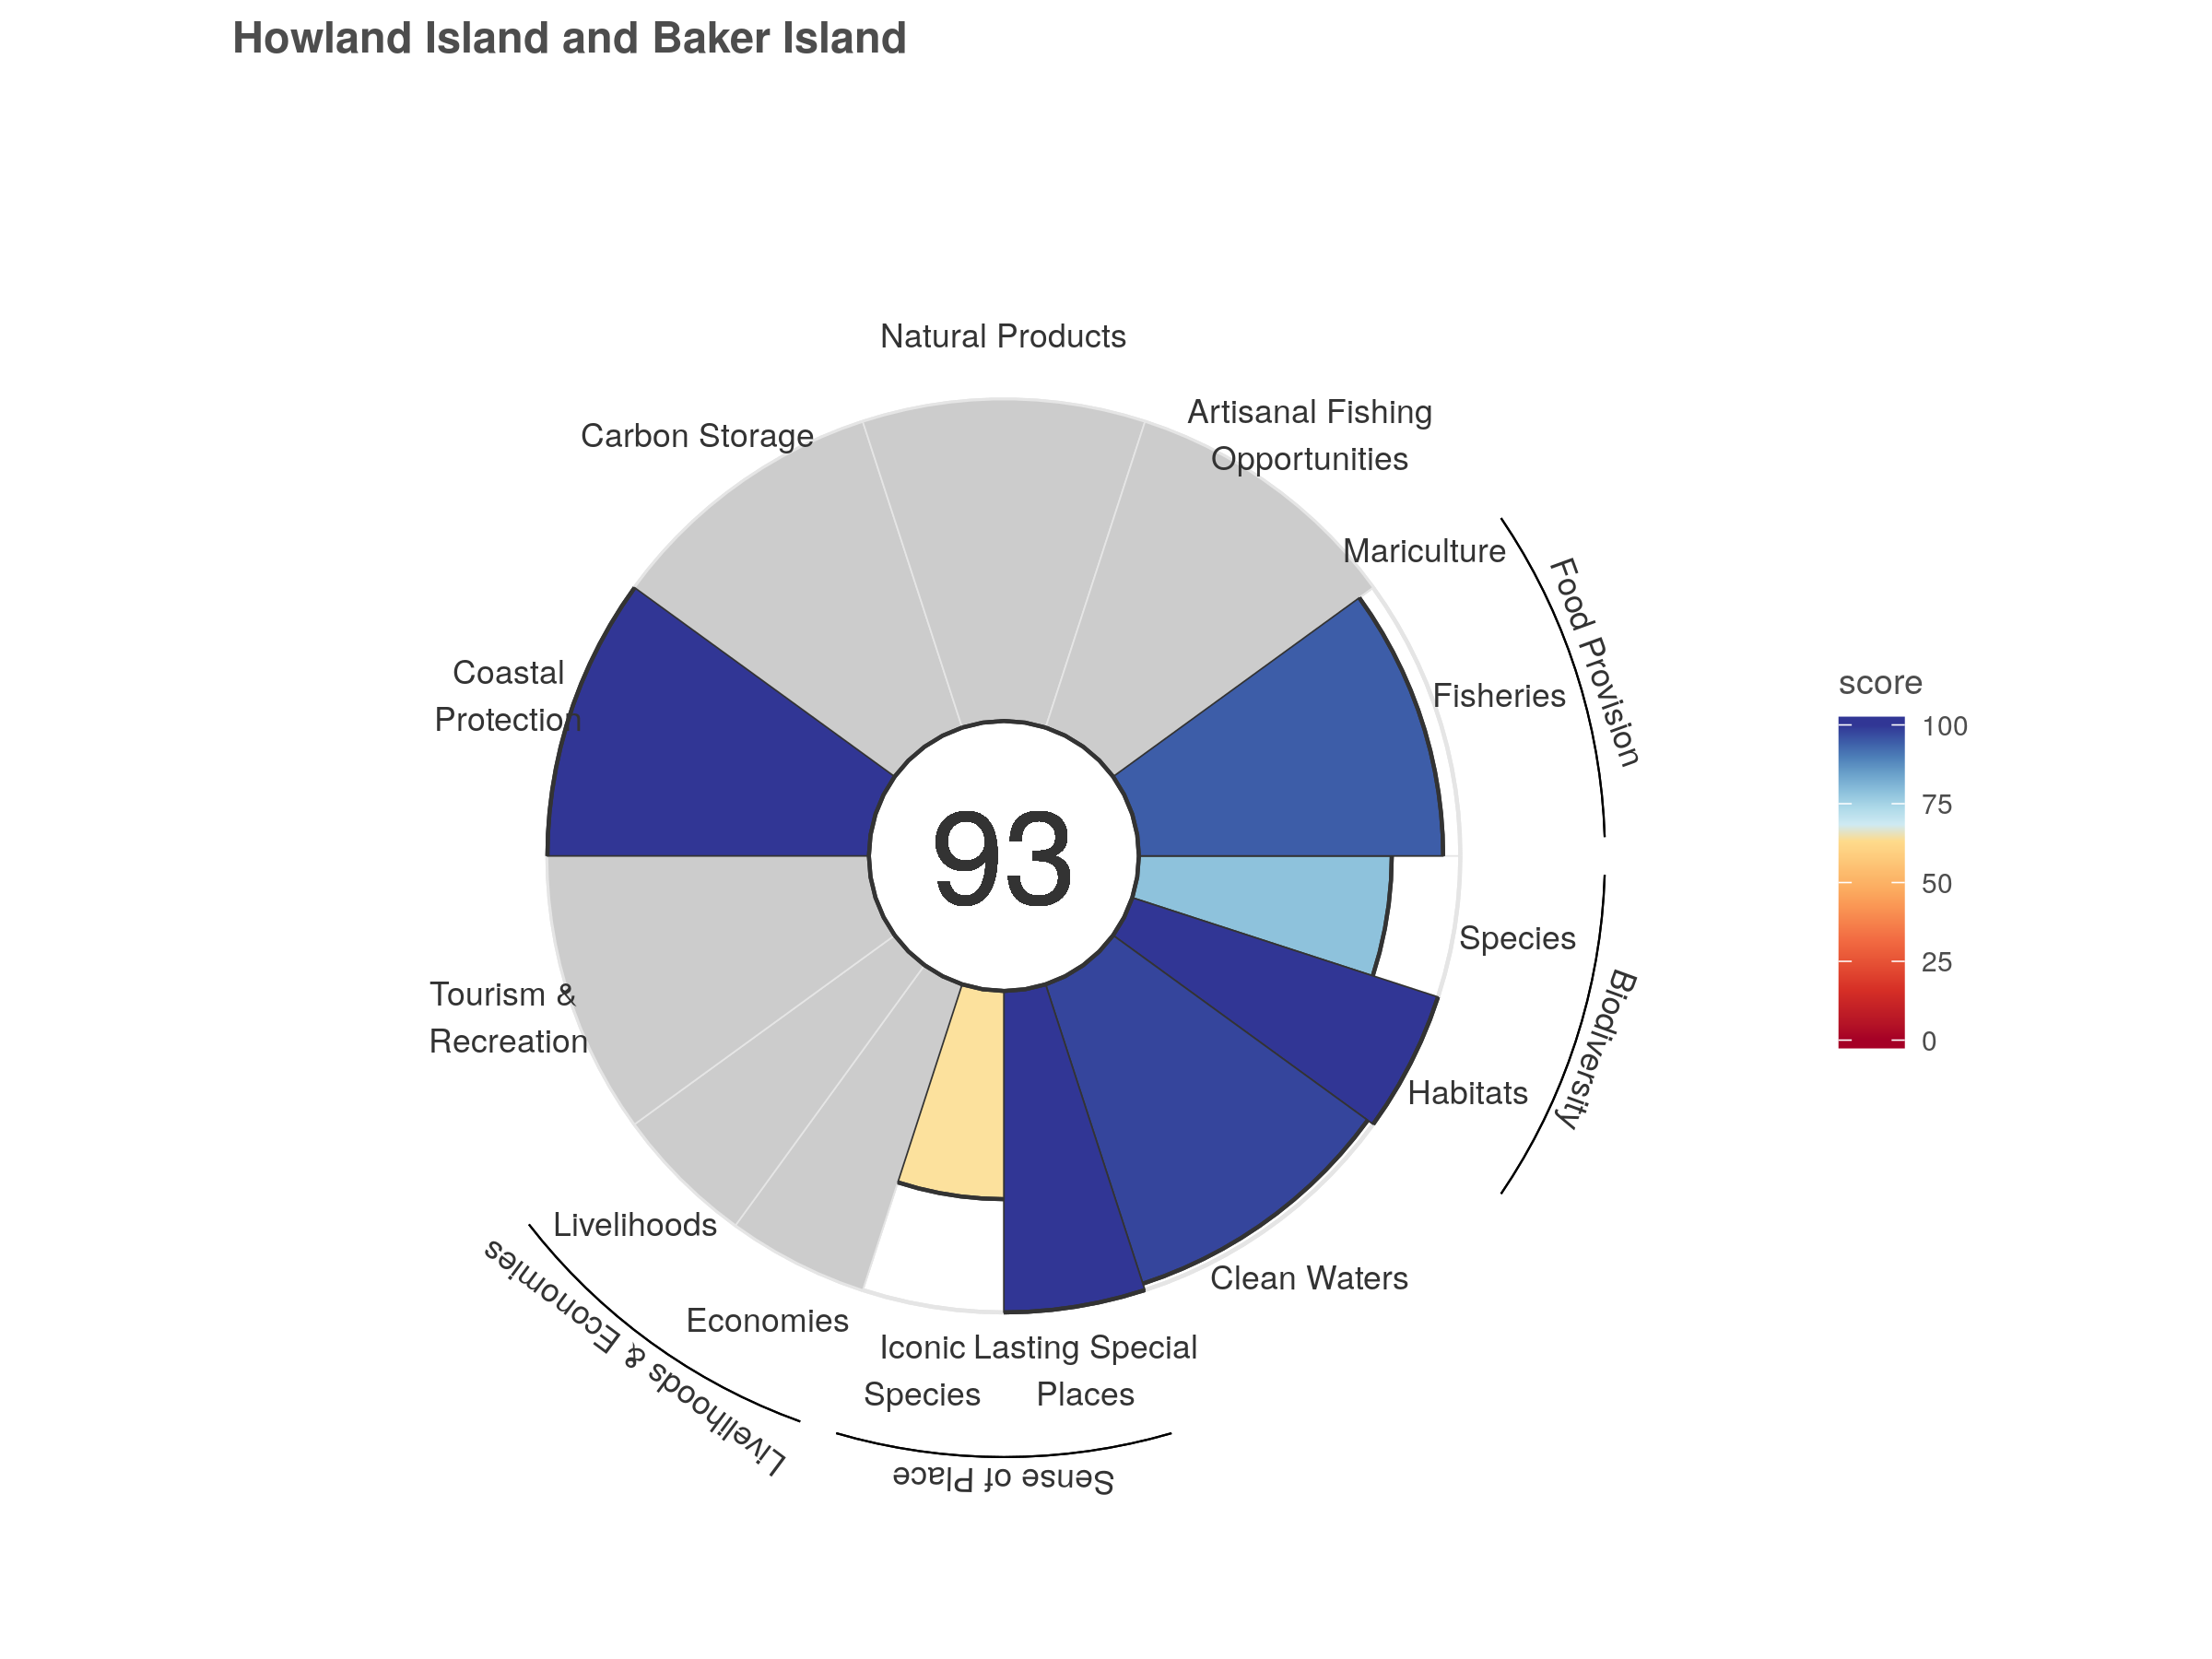 Howland Island and Baker Island
Natural Products
Carbon Storage
Artisanal Fishing
Opportunities
Mariculture
Food Provision
Fisheries
Coastal
Protection
93
score
100
75
50
25
0
Species
Biodiversity
Habitats
Tourism &
Recreation
Livelihoods
Livelihoods & Economies
Economies
Clean Waters
Iconic
Species
Lasting Special
Places
Sense of Place